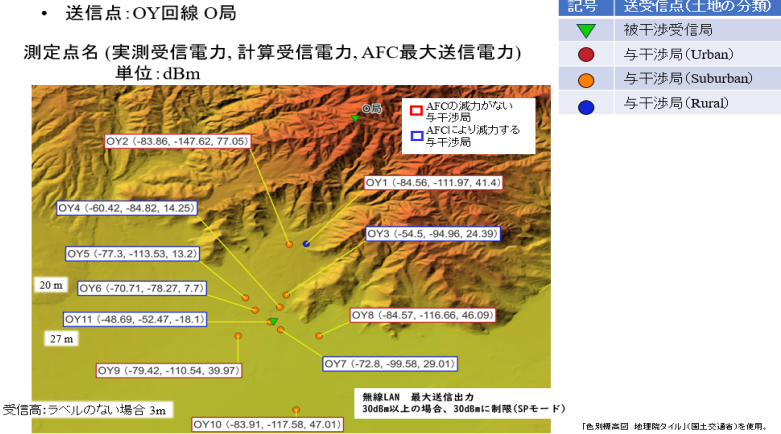 • 送信点:OY回線 O局
測定点名 (実測受信電力, 計算受信電力, AFC最大送信電力)
単位:dBm
記号 送受信点(土地の分類)
被干渉受信局
与干渉局(Urban)
与干渉局(Suburban)
与干渉局(Rural)
O局
AFCの減力がない
与干渉局
AFCにより減力する
与干渉局
OY2 (-83.86, -147.62, 77.05)
OY1 (-84.56, -111.97, 41.4)
OY4 (-60.42, -84.82, 14.25)
OY3 (-54.5, -94.96, 24.39)
OY5 (-77.3, -113.53, 13.2)
20 m
OY6 (-70.71, -78.27, 7.7)
OY11 (-48.69, -52.47, -18.1)
OY8 (-84.57, -116.66, 46.09)
27 m
OY9 (-79.42, -110.54, 39.97)
OY7 (-72.8, -99.58, 29.01)
無線LAN 最大送信出力
30dBm以上の場合、30dBmに制限(SPモード)
受信高:ラベルのない場合 3m
OY10 (-83.91, -117.58, 47.01)
「色別標高図 地理院タイル」(国土交通省)を使用。